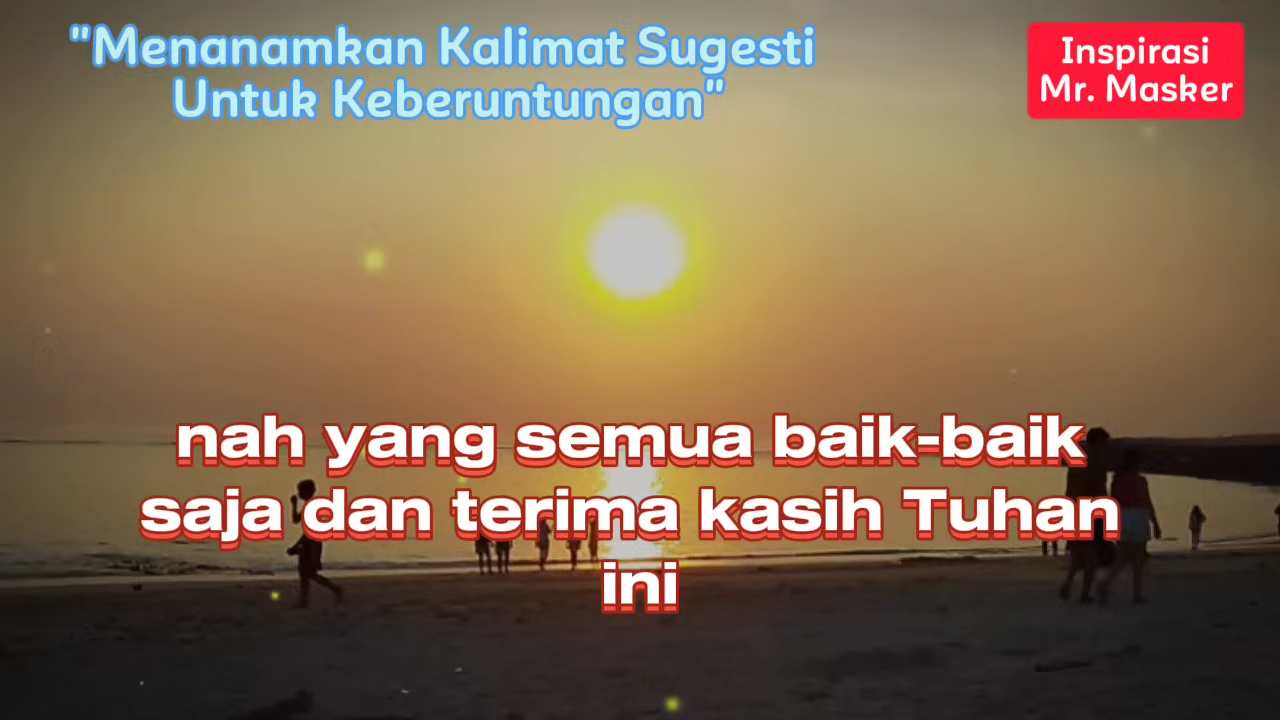 "Menanamkan Kalimat Sugesti
Untuk Keberuntungan"
Inspirasi
Mr. Masker
nah yang semua baik-baik
saja dan terima kasih Tuhan
ini